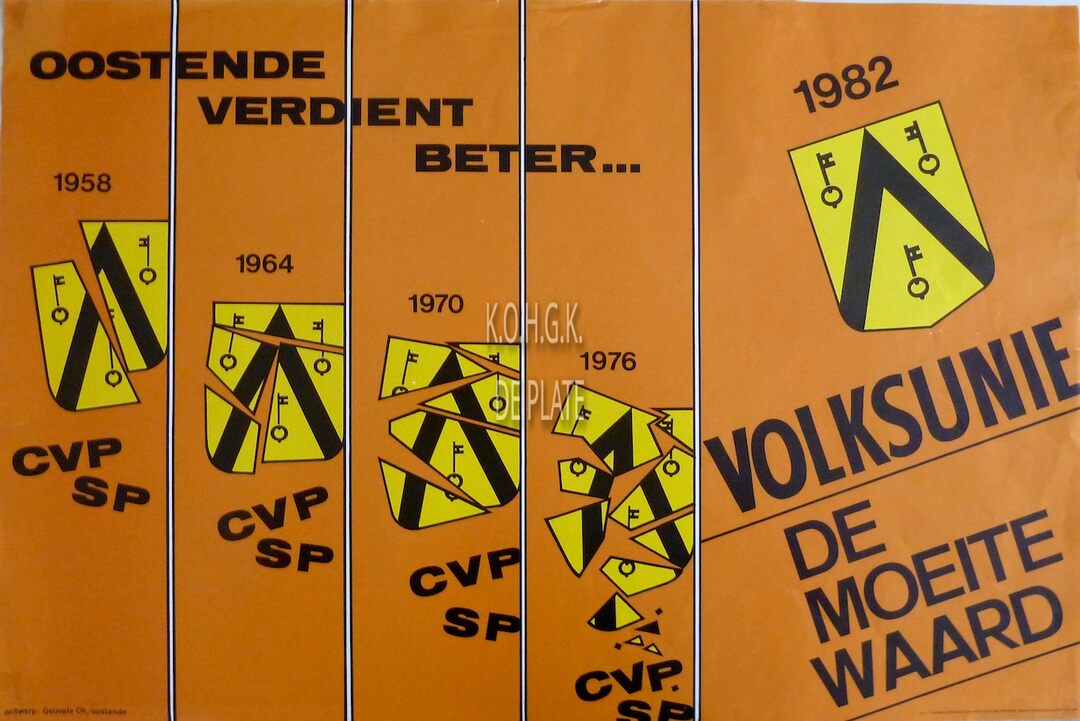 OOSTENDE
VERDIENT
BETER...
1958
CVP
SP
1964
CVP
SP
1970
CVP
SP
1976
CVP.
SP
1982
VOLKSUNIE
DE
MOEITE
WAARD
K.O.H.G.K.
DE PLATE
ontwerp: Geuvels Ch./oostende